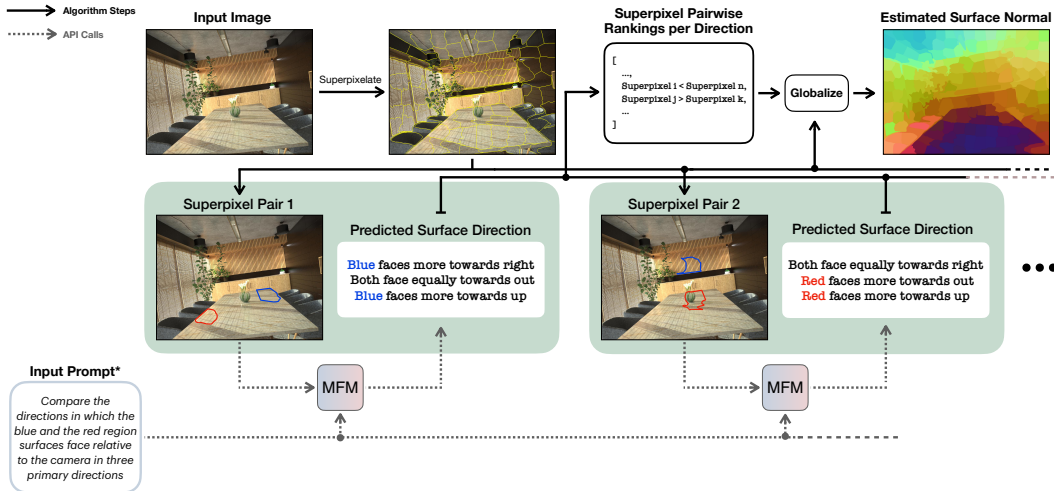 Algorithm Steps
API Calls
Input Image
Superpixelate
Superpixel Pairwise
Rankings per Direction
[
...,
Superpixel i < Superpixel n,
Superpixel j > Superpixel k,
...
]
Globalize
Estimated Surface Normal
Superpixel Pair 1
Predicted Surface Direction
Blue faces more towards right
Both face equally towards out
Blue faces more towards up
Superpixel Pair 2
Predicted Surface Direction
Both face equally towards right
Red faces more towards out
Red faces more towards up
MFM
MFM
Input Prompt*
Compare the
directions in which the
blue and the red region
surfaces face relative
to the camera in three
primary directions